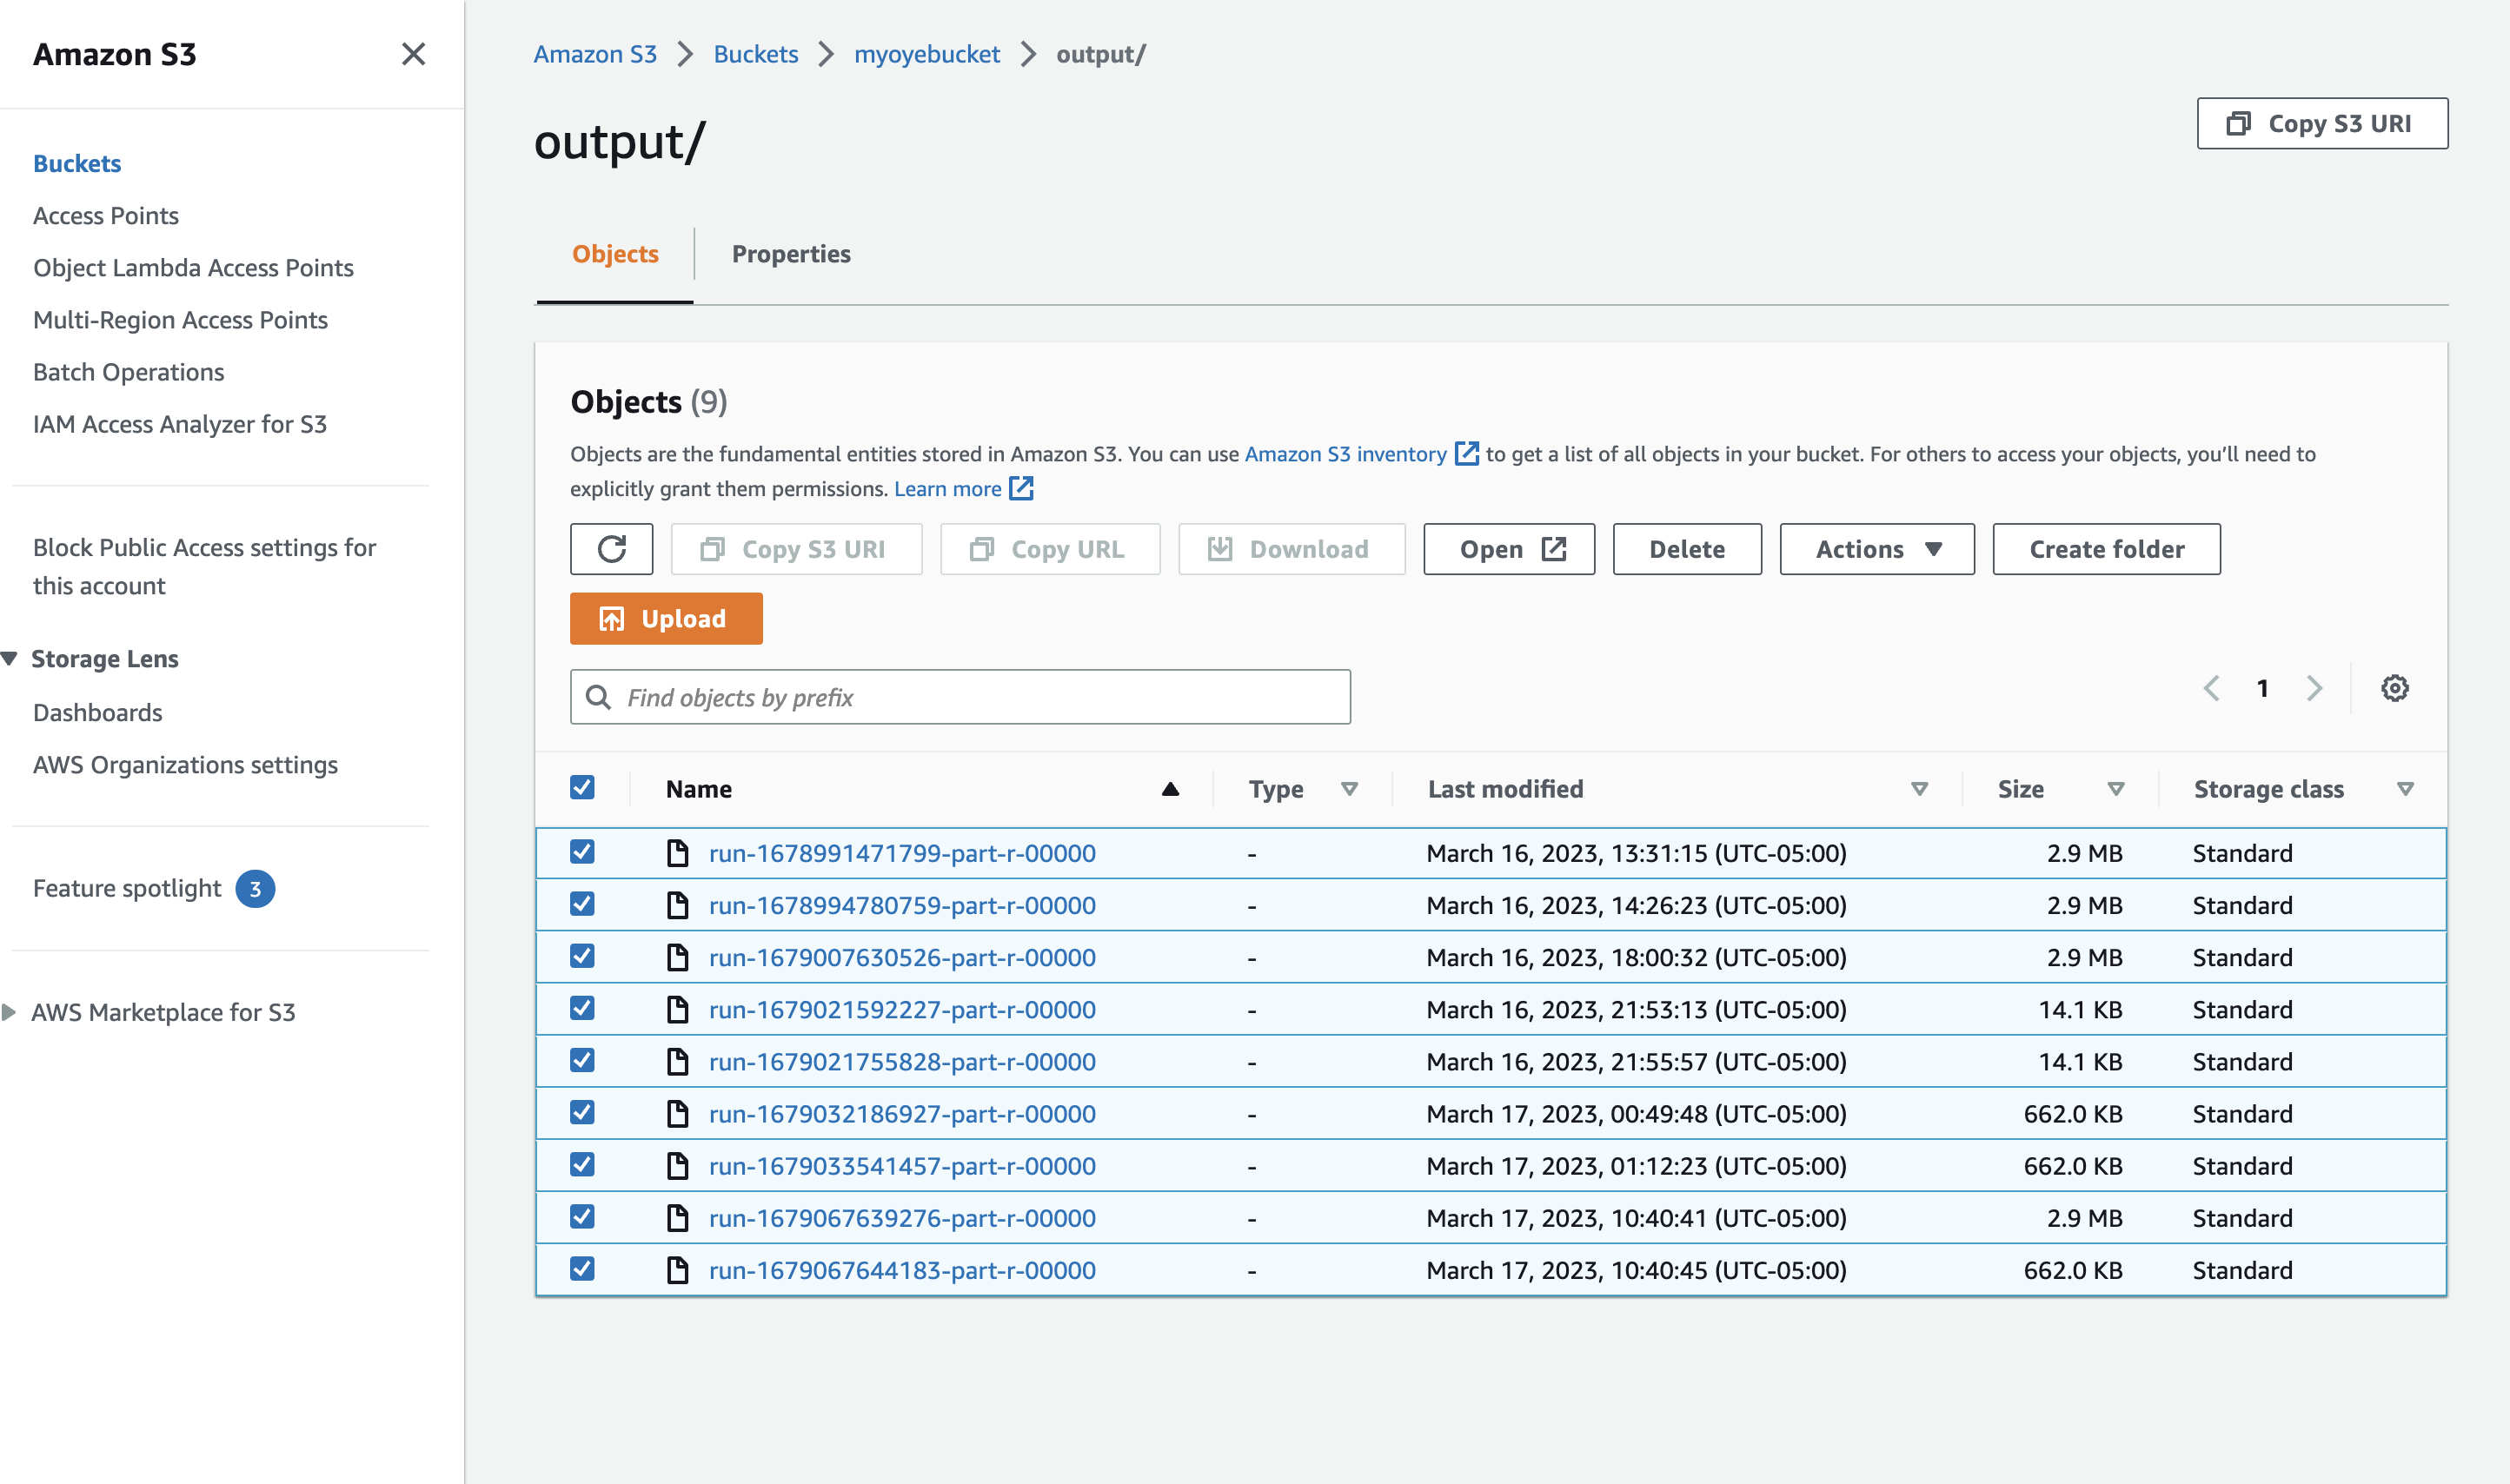 Amazon S3
Buckets
Access Points
Object Lambda Access Points
Multi-Region Access Points
Batch Operations
IAM Access Analyzer for S3
Block Public Access settings for
this account
Storage Lens
Dashboards
AWS Organizations settings
Feature spotlight 3
AWS Marketplace for S3
Amazon S3 Buckets myoyebucket output/
output/
Copy S3 URI
Objects Properties
Objects (9)
Objects are the fundamental entities stored in Amazon S3. You can use Amazon S3 inventory to get a list of all objects in your bucket. For others to access your objects, you’ll need to
explicitly grant them permissions. Learn more
Copy S3 URI Copy URL Download Open Delete Actions Create folder
Upload
Find objects by prefix
1
Name Type Last modified Size Storage class
run-1678991471799-part-r-00000 - March 16, 2023, 13:31:15 (UTC-05:00) 2.9 MB Standard
run-1678994780759-part-r-00000 - March 16, 2023, 14:26:23 (UTC-05:00) 2.9 MB Standard
run-1679007630526-part-r-00000 - March 16, 2023, 18:00:32 (UTC-05:00) 2.9 MB Standard
run-1679021592227-part-r-00000 - March 16, 2023, 21:53:13 (UTC-05:00) 14.1 KB Standard
run-1679021755828-part-r-00000 - March 16, 2023, 21:55:57 (UTC-05:00) 14.1 KB Standard
run-1679032186927-part-r-00000 - March 17, 2023, 00:49:48 (UTC-05:00) 662.0 KB Standard
run-1679033541457-part-r-00000 - March 17, 2023, 01:12:23 (UTC-05:00) 662.0 KB Standard
run-1679067639276-part-r-00000 - March 17, 2023, 10:40:41 (UTC-05:00) 2.9 MB Standard
run-1679067644183-part-r-00000 - March 17, 2023, 10:40:45 (UTC-05:00) 662.0 KB Standard